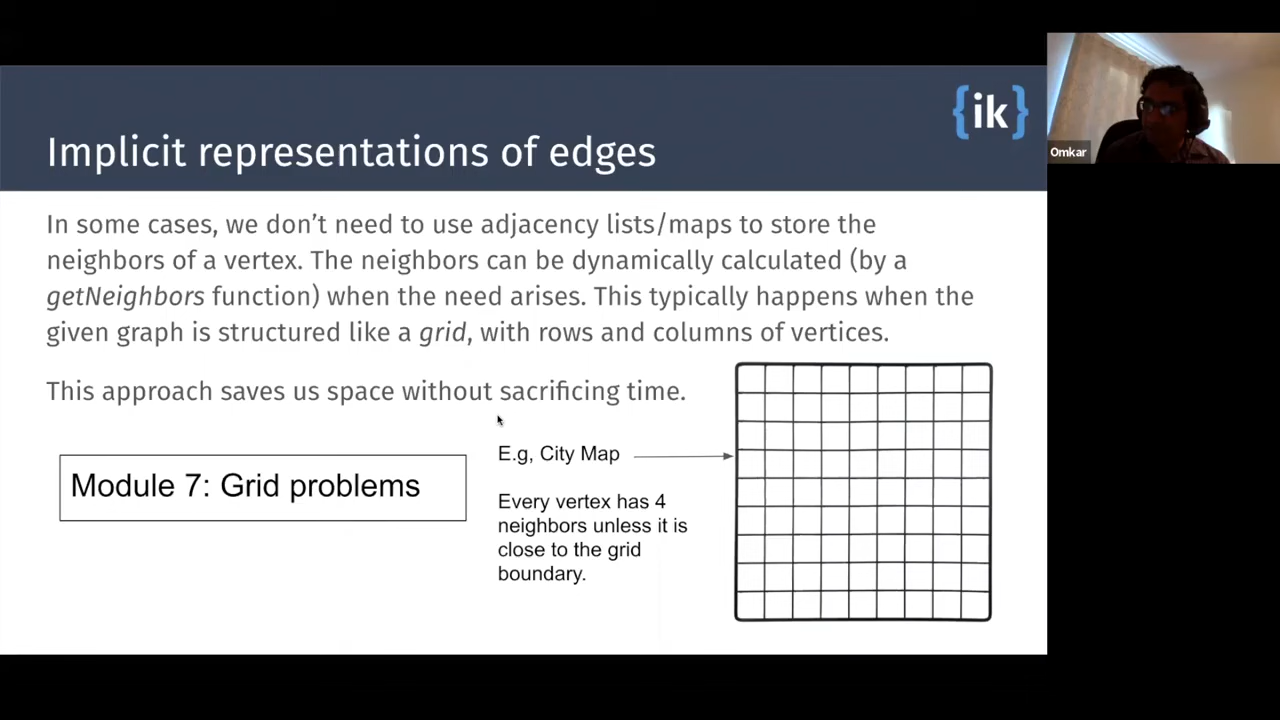 {ik}
Implicit representations of edges
Omkar
In some cases, we don’t need to use adjacency lists/maps to store the
neighbors of a vertex. The neighbors can be dynamically calculated (by a
getNeighbors function) when the need arises. This typically happens when the
given graph is structured like a grid, with rows and columns of vertices.
This approach saves us space without sacrificing time.
E.g, City Map
Module 7: Grid problems
Every vertex has 4
neighbors unless it is
close to the grid
boundary.